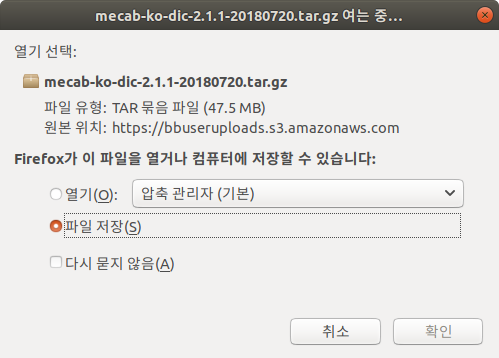 mecab-ko-dic-2.1.1-20180720.tar.gz 여는 중...
열기 선택:
mecab-ko-dic-2.1.1-20180720.tar.gz
파일 유형: TAR 묶음 파일 (47.5 MB)
원본 위치: https://bbuseruploads.s3.amazonaws.com
Firefox가 이 파일을 열거나 컴퓨터에 저장할 수 있습니다:
열기(O): 압축 관리자 (기본)
파일 저장(S)
다시 묻지 않음(A)
취소 확인